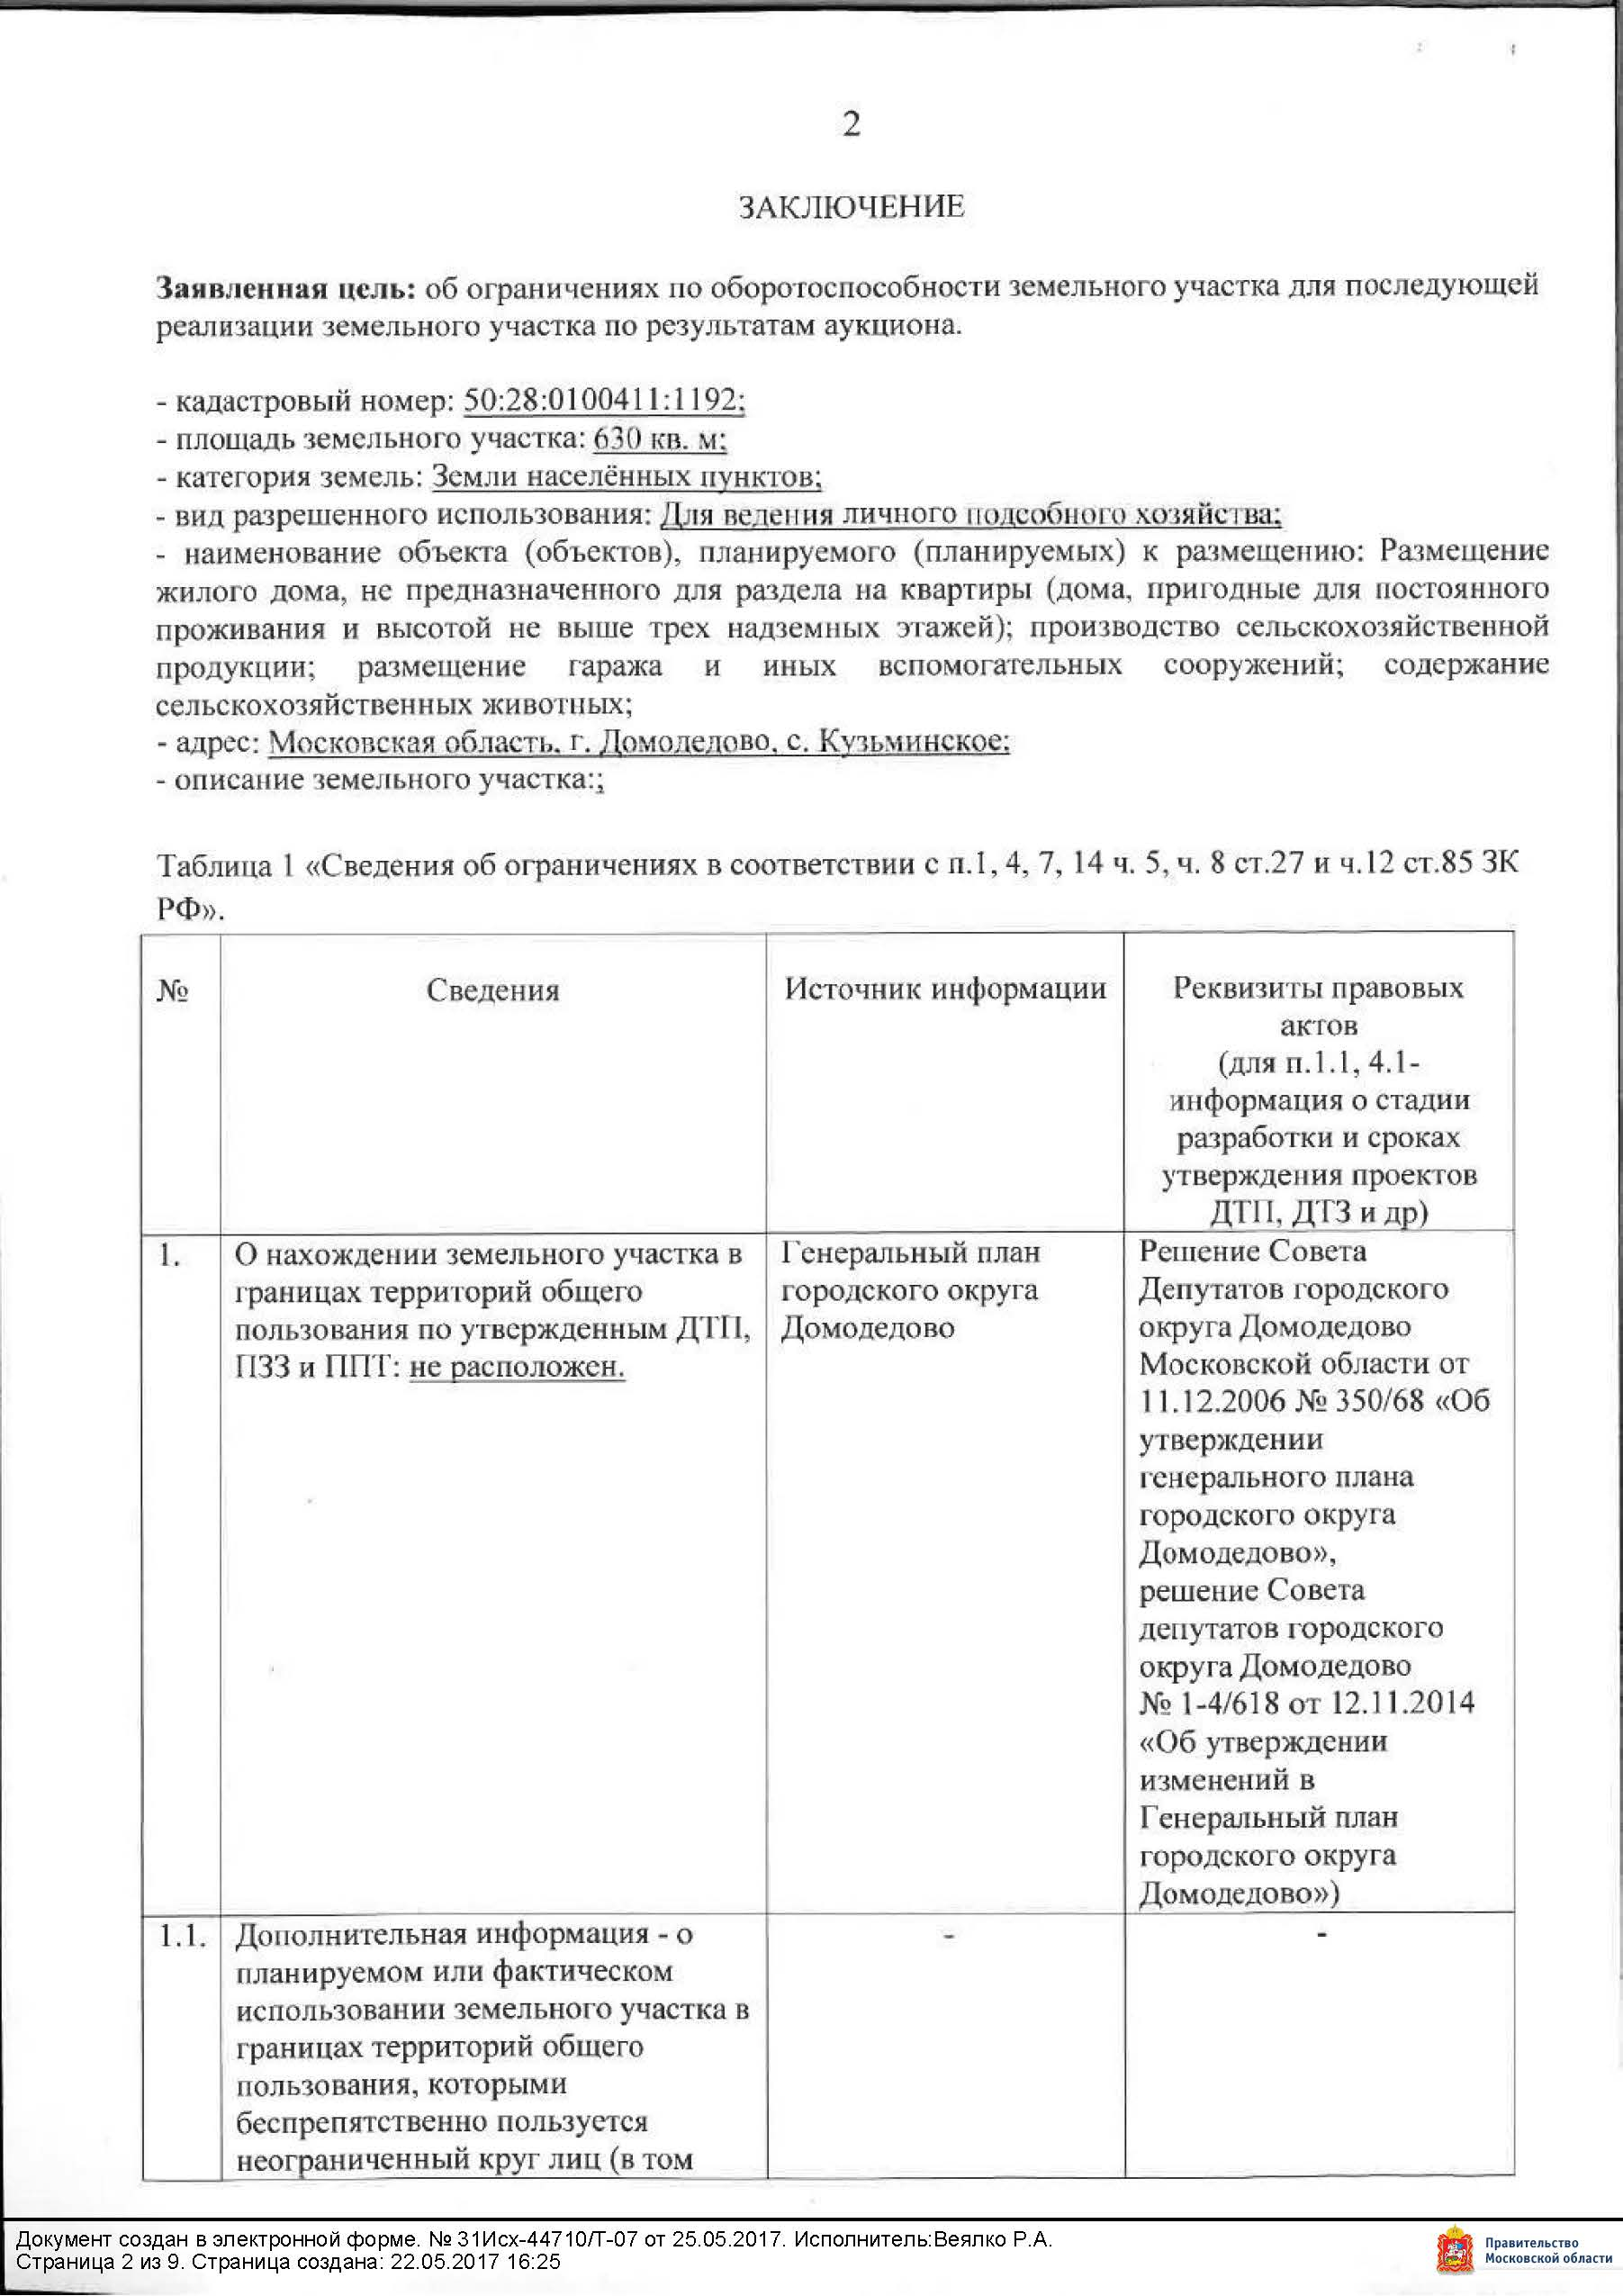 2
ЗАКЛЮЧЕНИЕ
Заявленная цель: об ограничениях по оборотоспособности земельного участка для последующей
реализации земельного участка по результатам аукциона.
- кадастровый номер: 50:28:0100411:1192;
- площадь земельного участка: 630 кв. м;
- категория земель: Земли населённых пунктов;
- вид разрешенного использования: Для ведения личного подсобного хозяйства;
- наименование объекта (объектов), планируемого (планируемых) к размещению: Размещение
жилого дома, не предназначенного для раздела на квартиры (дома, пригодные для постоянного
проживания и высотой не выше трех надземных этажей); производство сельскохозяйственной
продукции; размещение гаража и иных вспомогательных сооружений; содержание
сельскохозяйственных животных;
- адрес: Московская область, г. Домодедово, с. Кузьминское;
- описание земельного участка:;
Таблица 1 «Сведения об ограничениях в соответствии с п.1, 4, 7, 14 ч. 5, ч. 8 ст.27 и ч.12 ст.85 ЗК
РФ».
№
Сведения
Источник информации
Реквизиты правовых
актов
(для п.1.1, 4.1-
информация о стадии
разработки и сроках
утверждения проектов
ДТП, ДТЗ и др)
1.
О нахождении земельного участка в
границах территорий общего
пользования по утвержденным ДТП,
ПЗЗ и ППТ: не расположен.
Генеральный план
городского округа
Домодедово
Решение Совета
Депутатов городского
округа Домодедово
Московской области от
11.12.2006 № 350/68 «Об
утверждении
генерального плана
городского округа
Домодедово»,
решение Совета
депутатов городского
округа Домодедово
№ 1-4/618 от 12.11.2014
«Об утверждении
изменений в
Генеральный план
городского округа
Домодедово»)
1.1.
Дополнительная информация - о
планируемом или фактическом
использовании земельного участка в
границах территорий общего
пользования, которыми
беспрепятственно пользуется
неограниченный круг лиц (в том
-
-
Документ создан в электронной форме. № 31Исх-44710/Т-07 от 25.05.2017. Исполнитель:Веялко Р.А.
Страница 2 из 9. Страница создана: 22.05.2017 16:25
Правительство
Московской области